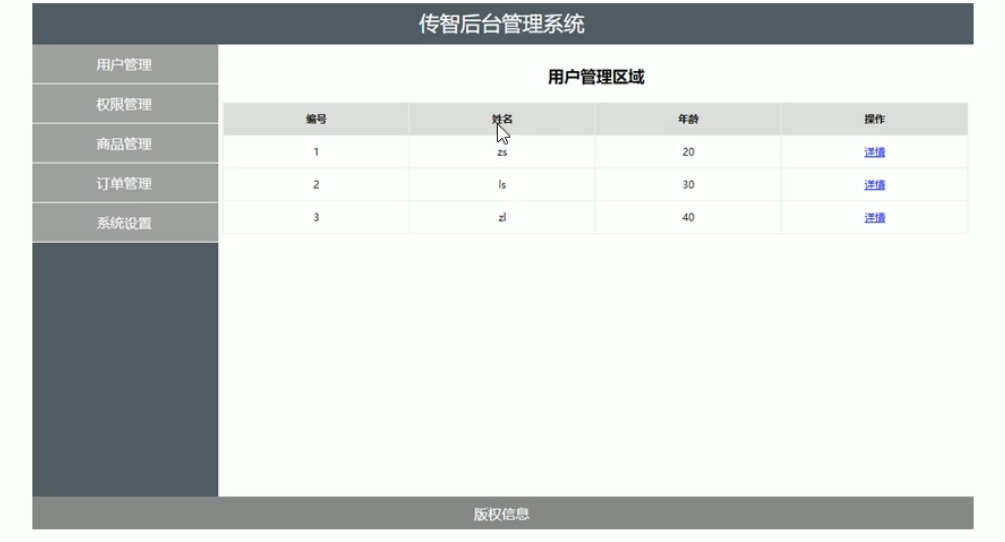 传智后台管理系统
用户管理
权限管理
商品管理
订单管理
系统设置
用户管理区域
编号 姓名 年龄 操作
1 zs 20 详情
2 ls 30 详情
3 zl 40 详情
版权信息